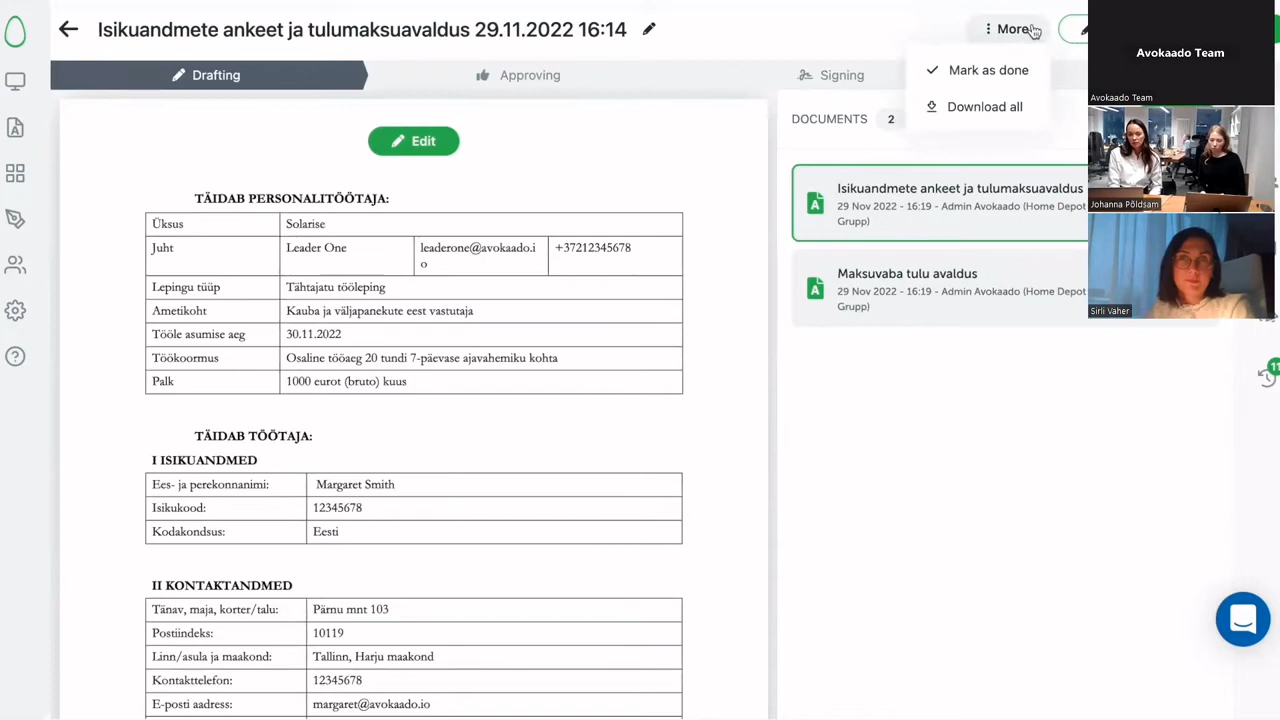 Isikuandmete ankeet ja tulumaksuavaldus 29.11.2022 16:14
More
Drafting
Approving
Signing
Mark as done
Download all
DOCUMENTS 2
Edit
TÄIDAB PERSONALITÖÖTAJA:
Üksus Solarise
Juht Leader One leaderone@avokaado.i +37212345678
o
Lepingu tüüp Tähtajatu tööleping
Ametikoht Kauba ja väljapanekute eest vastutaja
Tööle asumise aeg 30.11.2022
Töökoormus Osaline tööaeg 20 tundi 7-päevase ajavahemiku kohta
Palk 1000 eurot (bruto) kuus
TÄIDAB TÖÖTAJA:
I ISIKUANDMED
Ees- ja perekonnanimi: Margaret Smith
Isikukood: 12345678
Kodakondsus: Eesti
II KONTAKTANDMED
Tänav, maja, korter/talu: Pärnu mnt 103
Postiindeks: 10119
Linn/asula ja maakond: Tallinn, Harju maakond
Kontakttelefon: 12345678
E-posti aadress: margaret@avokaado.io
Isikuandmete ankeet ja tulumaksuavaldus
29 Nov 2022 - 16:19 - Admin Avokaado (Home Depot
Grupp)
Maksuvaba tulu avaldus
29 Nov 2022 - 16:19 - Admin Avokaado (Home Depot
Grupp)
Avokaado Team
Avokaado Team
Johanna Põldsam
Sirli Vaher
11